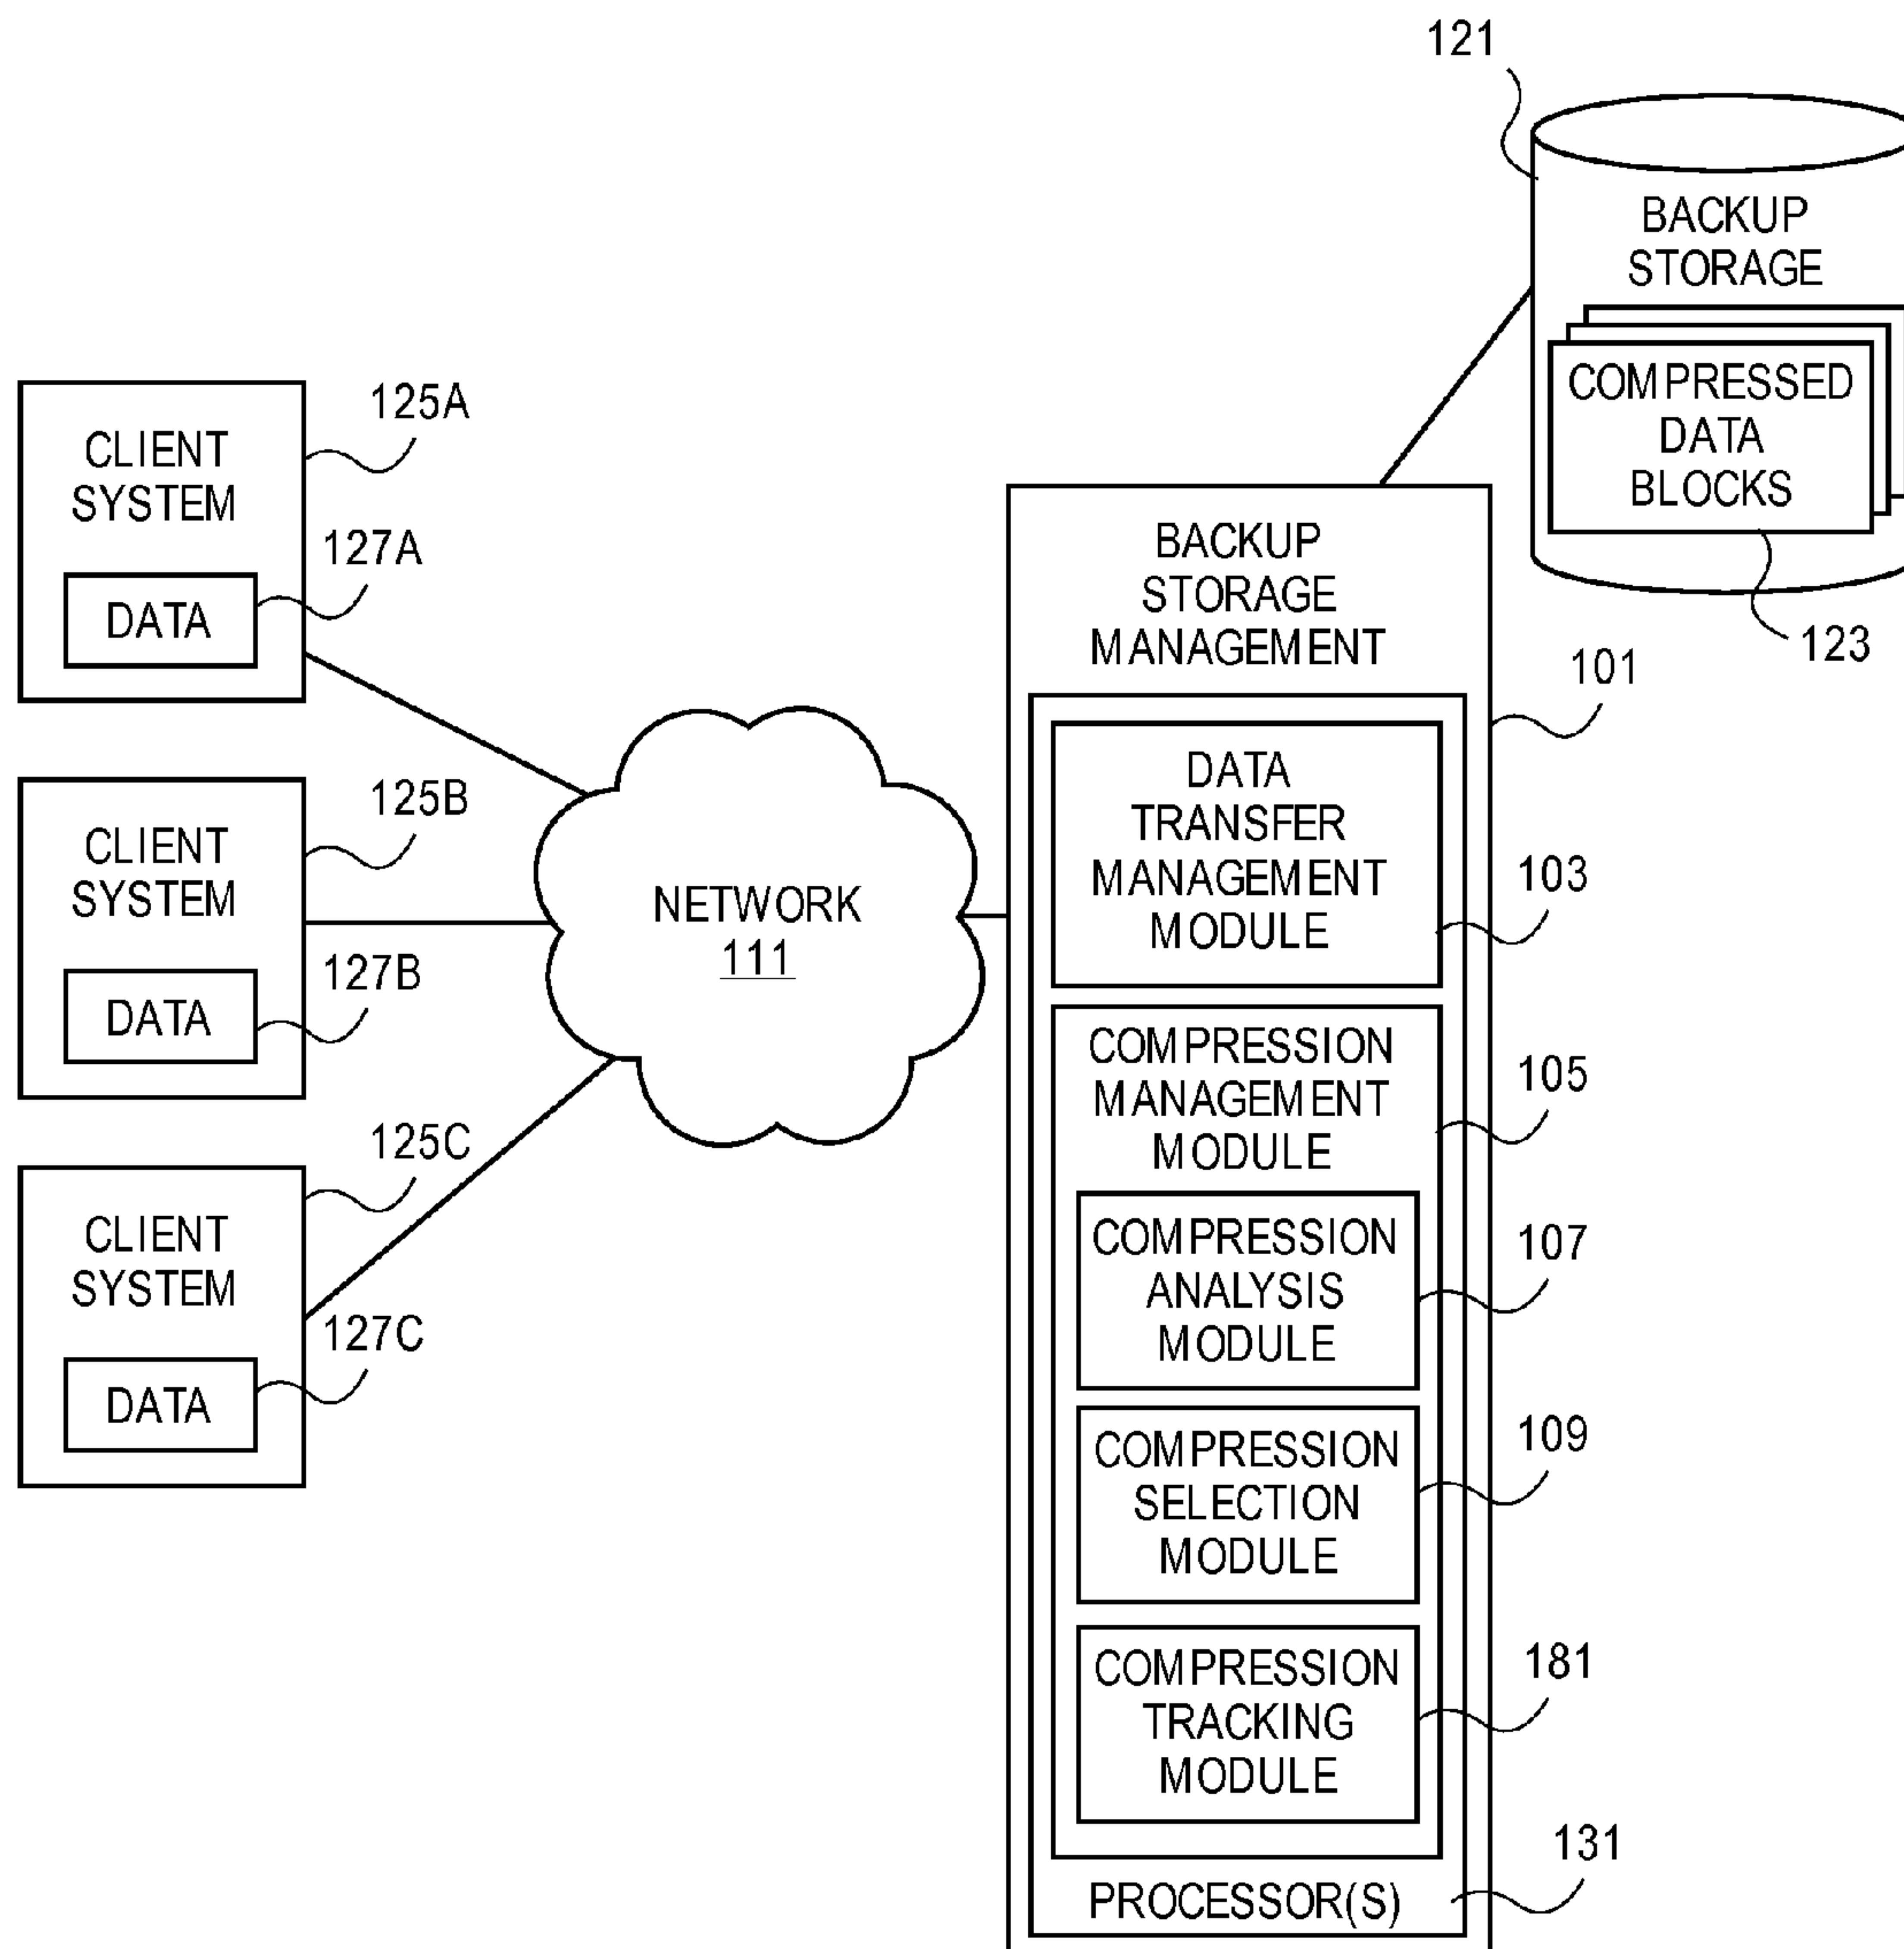 121
BACKUP
STORAGE
COMPRESSED
DATA
BLOCKS
123
125A
CLIENT
SYSTEM
127A
DATA
125B
CLIENT
SYSTEM
127B
DATA
125C
CLIENT
SYSTEM
127C
DATA
NETWORK
111
BACKUP
STORAGE
MANAGEMENT
101
DATA
TRANSFER
MANAGEMENT
MODULE
103
COMPRESSION
MANAGEMENT
MODULE
105
COMPRESSION
ANALYSIS
MODULE
107
COMPRESSION
SELECTION
MODULE
109
COMPRESSION
TRACKING
MODULE
181
PROCESSOR(S)
131